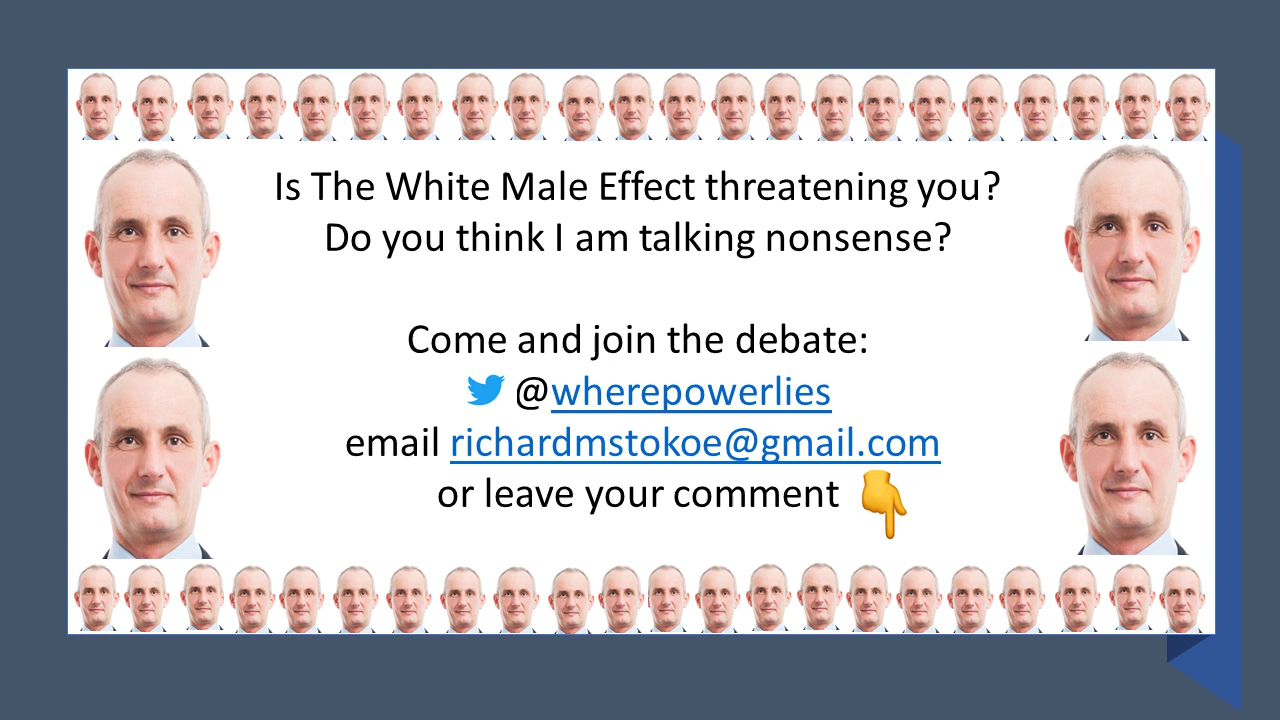 Is The White Male Effect threatening you?
Do you think I am talking nonsense?
Come and join the debate:
@wherepowerlies
email richardmstokoe@gmail.com
or leave your comment